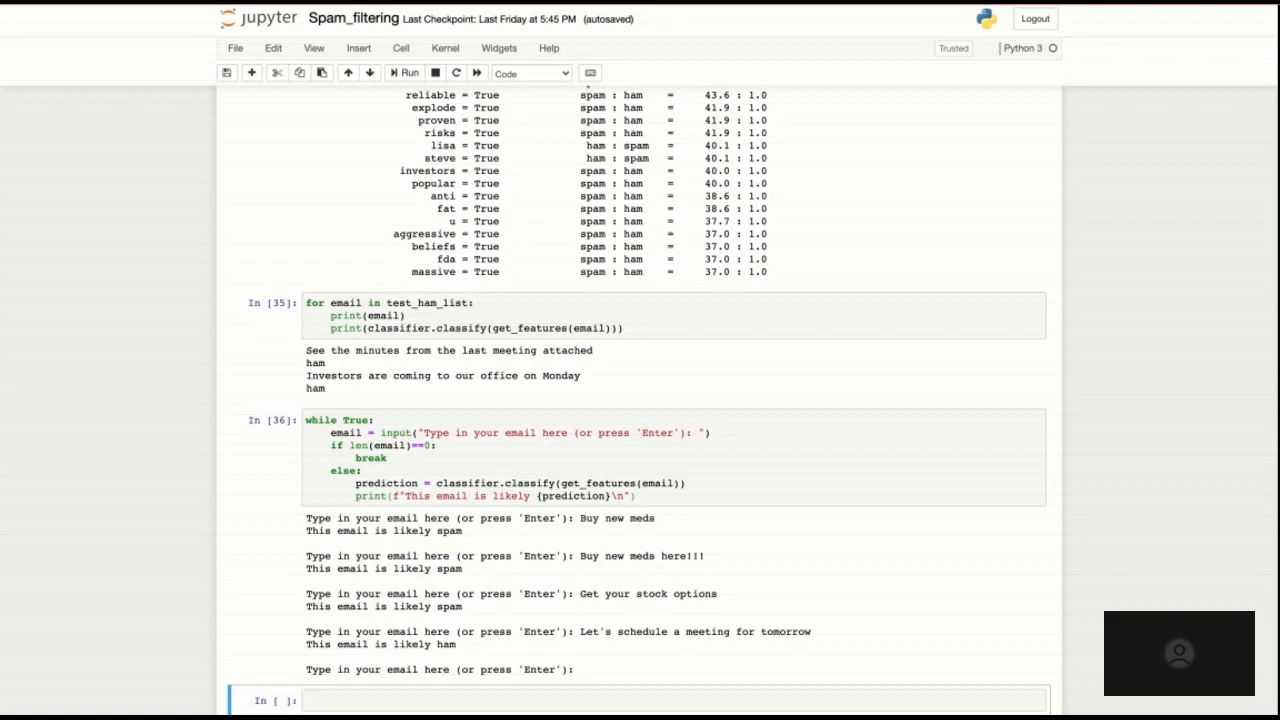 jupyter Spam_filtering Last Checkpoint: Last Friday at 5:45 PM (autosaved) Logout
File Edit View Insert Cell Kernel Widgets Help Trusted Python 3
Run Code
reliable = True spam : ham = 43.6 : 1.0
explode = True spam : ham = 41.9 : 1.0
proven = True spam : ham = 41.9 : 1.0
risks = True spam : ham = 41.9 : 1.0
lisa = True ham : spam = 40.1 : 1.0
steve = True ham : spam = 40.1 : 1.0
investors = True spam : ham = 40.0 : 1.0
popular = True spam : ham = 40.0 : 1.0
anti = True spam : ham = 38.6 : 1.0
fat = True spam : ham = 38.6 : 1.0
u = True spam : ham = 37.7 : 1.0
aggressive = True spam : ham = 37.0 : 1.0
beliefs = True spam : ham = 37.0 : 1.0
fda = True spam : ham = 37.0 : 1.0
massive = True spam : ham = 37.0 : 1.0
In [35]: for email in test_ham_list:
print(email)
print(classifier.classify(get_features(email)))
See the minutes from the last meeting attached
ham
Investors are coming to our office on Monday
ham
In [36]: while True:
email = input("Type in your email here (or press 'Enter'): ")
if len(email)==0:
break
else:
prediction = classifier.classify(get_features(email))
print(f"This email is likely {prediction}\n")
Type in your email here (or press 'Enter'): Buy new meds
This email is likely spam
Type in your email here (or press 'Enter'): Buy new meds here!!!
This email is likely spam
Type in your email here (or press 'Enter'): Get your stock options
This email is likely spam
Type in your email here (or press 'Enter'): Let's schedule a meeting for tomorrow
This email is likely ham
Type in your email here (or press 'Enter'):
In [ ]: